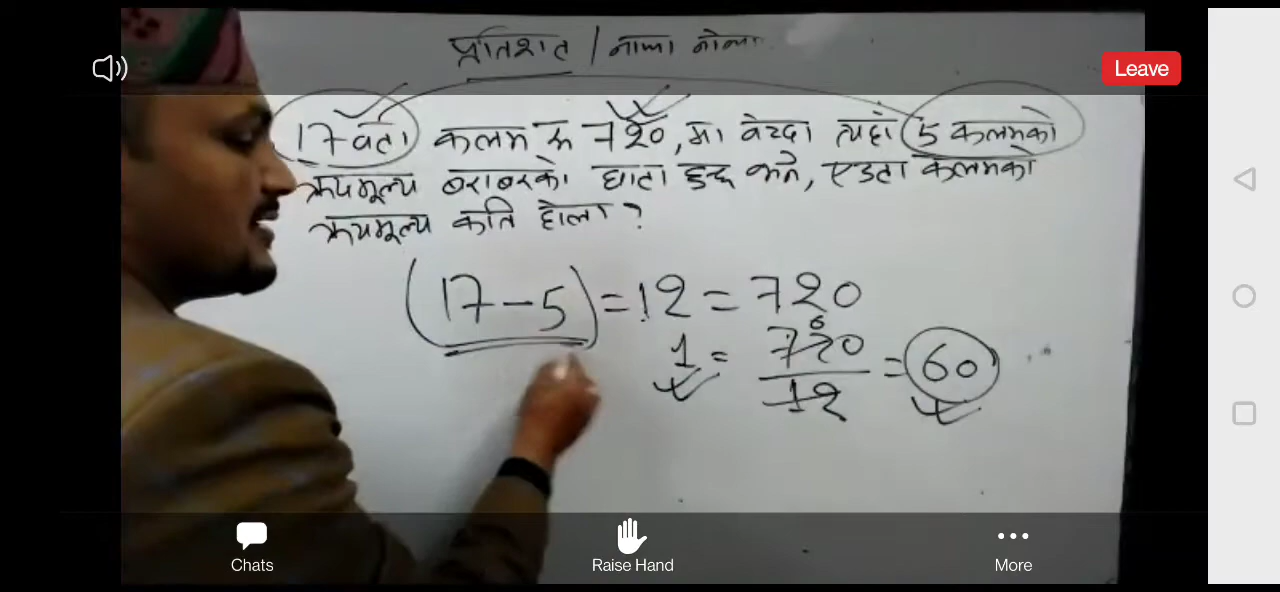 प्रतिशत / नाफा नोक्सा
Leave
17 वटा कलम रू 720 मा बेच्दा त्यहाँ 5 कलमको
क्रयमूल्य बराबरको घाटा हुन्छ भने, एउटा कलमको
क्रयमूल्य कति होला ?
(17-5) = 12 = 720
1 = 720/12 = 60
Chats
Raise Hand
More